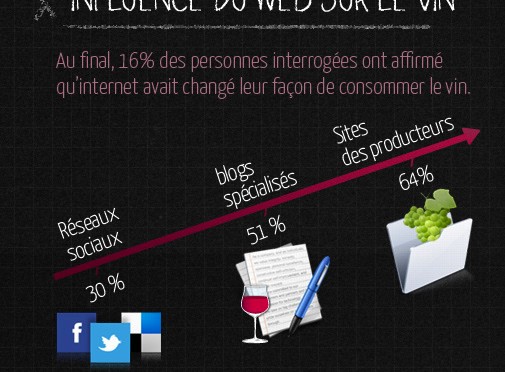 INFLUENCE DU WEB SUR LE VIN
Au final, 16% des personnes interrogées ont affirmé
qu'internet avait changé leur façon de consommer le vin.
Sites
des producteurs
64%
blogs
spécialisés
51 %
Réseaux
sociaux
30 %